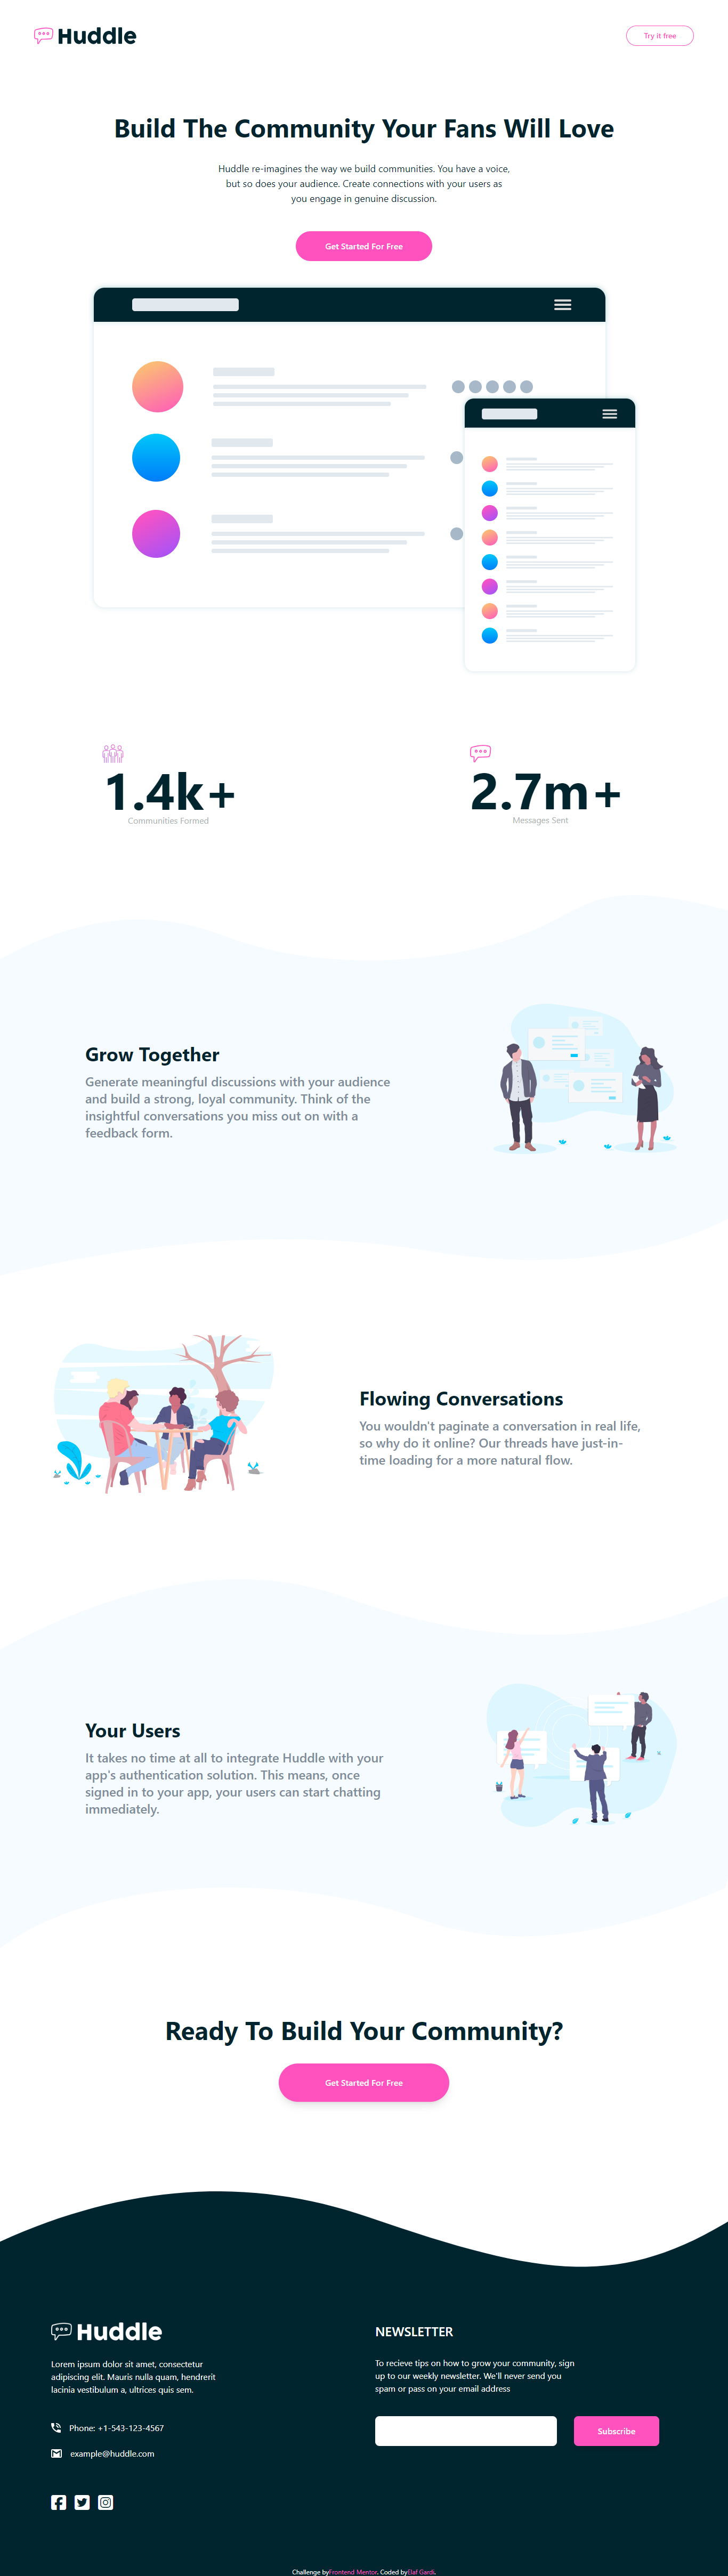 Huddle
Try it free
Build The Community Your Fans Will Love
Huddle re-imagines the way we build communities. You have a voice,
but so does your audience. Create connections with your users as
you engage in genuine discussion.
Get Started For Free
1.4k+
Communities Formed
2.7m+
Messages Sent
Grow Together
Generate meaningful discussions with your audience
and build a strong, loyal community. Think of the
insightful conversations you miss out on with a
feedback form.
Flowing Conversations
You wouldn't paginate a conversation in real life,
so why do it online? Our threads have just-in-
time loading for a more natural flow.
Your Users
It takes no time at all to integrate Huddle with your
app's authentication solution. This means, once
signed in to your app, your users can start chatting
immediately.
Ready To Build Your Community?
Get Started For Free
Huddle
Lorem ipsum dolor sit amet, consectetur
adipiscing elit. Mauris nulla quam, hendrerit
lacinia vestibulum a, ultrices quis sem.
Phone: +1-543-123-4567
example@huddle.com
NEWSLETTER
To recieve tips on how to grow your community, sign
up to our weekly newsletter. We'll never send you
spam or pass on your email address
Subscribe
Challenge byFrontend Mentor. Coded byElaf Gardi.